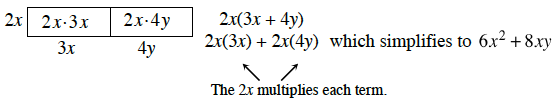 2x 2x·3x 2x·4y 2x(3x + 4y)
3x 4y 2x(3x) + 2x(4y) which simplifies to 6x² + 8xy
The 2x multiplies each term.